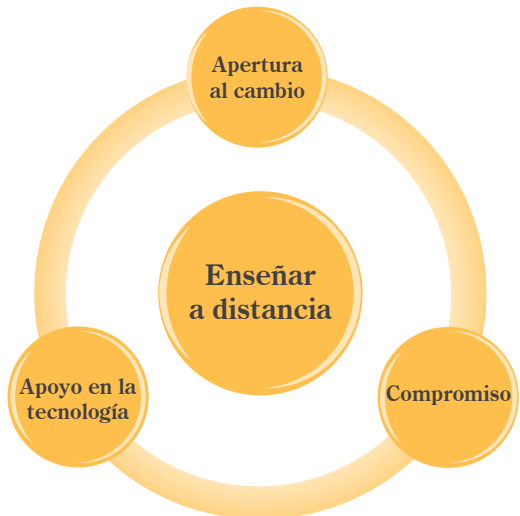 Apertura
al cambio
Enseñar
a distancia
Apoyo en la
tecnología
Compromiso